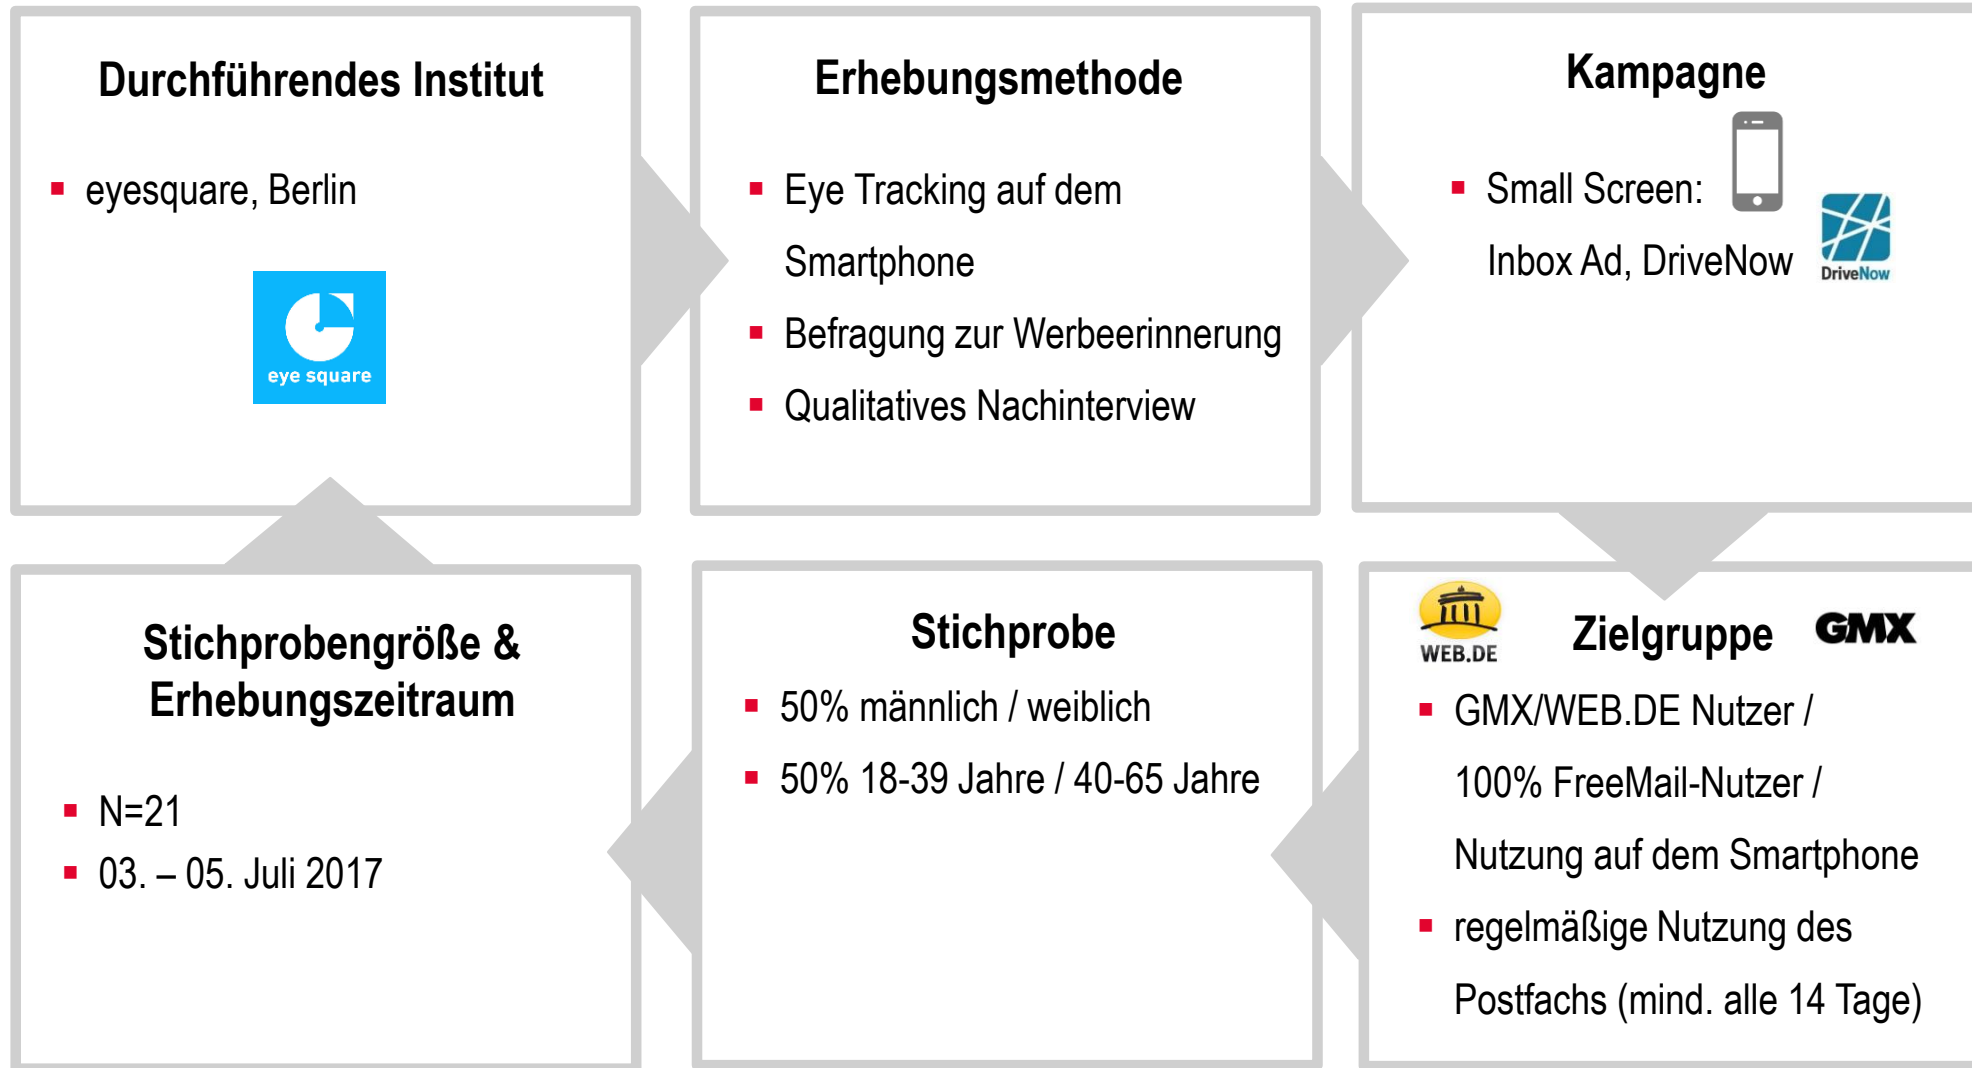 Durchführendes Institut
▪ eyesquare, Berlin
eye square
Erhebungsmethode
▪ Eye Tracking auf dem
Smartphone
▪ Befragung zur Werbeerinnerung
▪ Qualitatives Nachinterview
Kampagne
▪ Small Screen:
Inbox Ad, DriveNow
DriveNow
WEB.DE
Zielgruppe
GMX
▪ GMX/WEB.DE Nutzer /
100% FreeMail-Nutzer /
Nutzung auf dem Smartphone
▪ regelmäßige Nutzung des
Postfachs (mind. alle 14 Tage)
Stichprobe
▪ 50% männlich / weiblich
▪ 50% 18-39 Jahre / 40-65 Jahre
Stichprobengröße &
Erhebungszeitraum
▪ N=21
▪ 03. – 05. Juli 2017